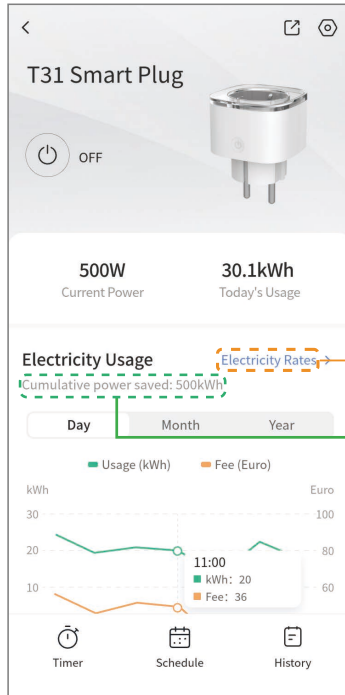 T31 Smart Plug
OFF
500W 30.1kWh
Current Power Today's Usage
Electricity Usage Electricity Rates >
Cumulative power saved: 500kWh
Day Month Year
Usage (kWh) Fee (Euro)
kWh Euro
30 100
20 80
11:00
kWh: 20
10 60
Fee: 36
Timer Schedule History